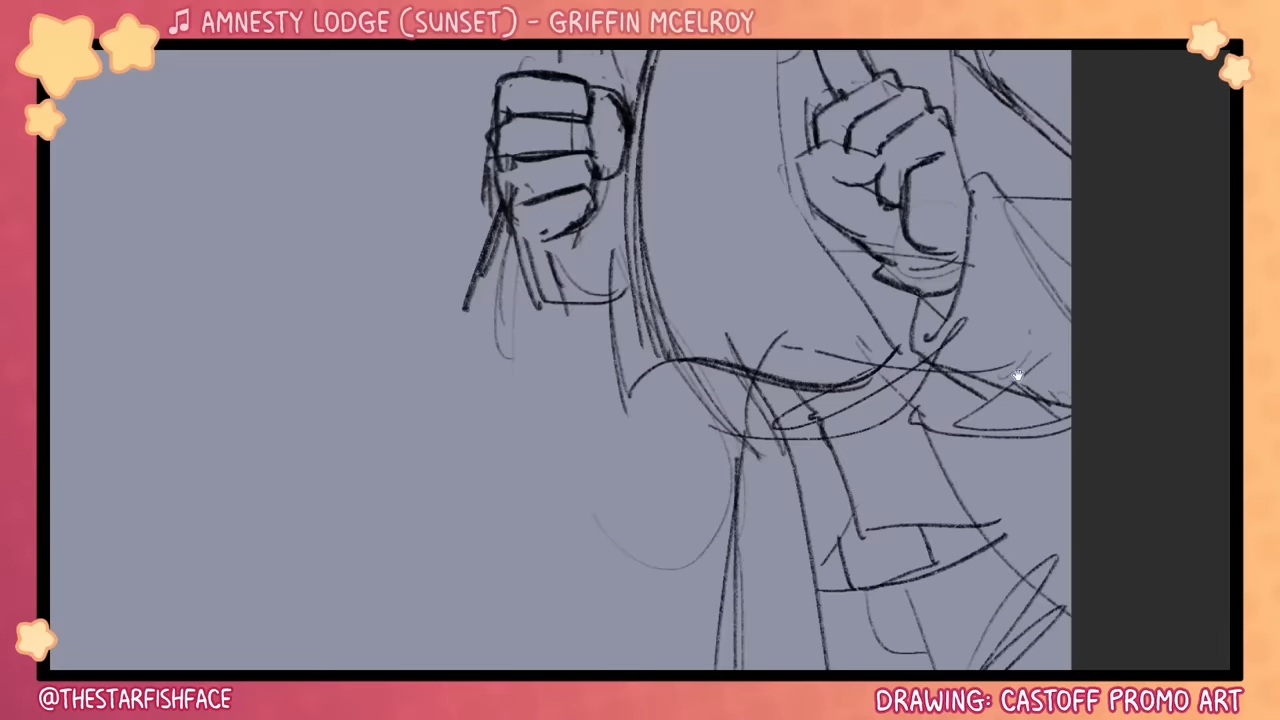 ♫ AMNESTY LODGE (SUNSET) - GRIFFIN MCELROY
@THESTARFISHFACE
DRAWING: CASTOFF PROMO ART